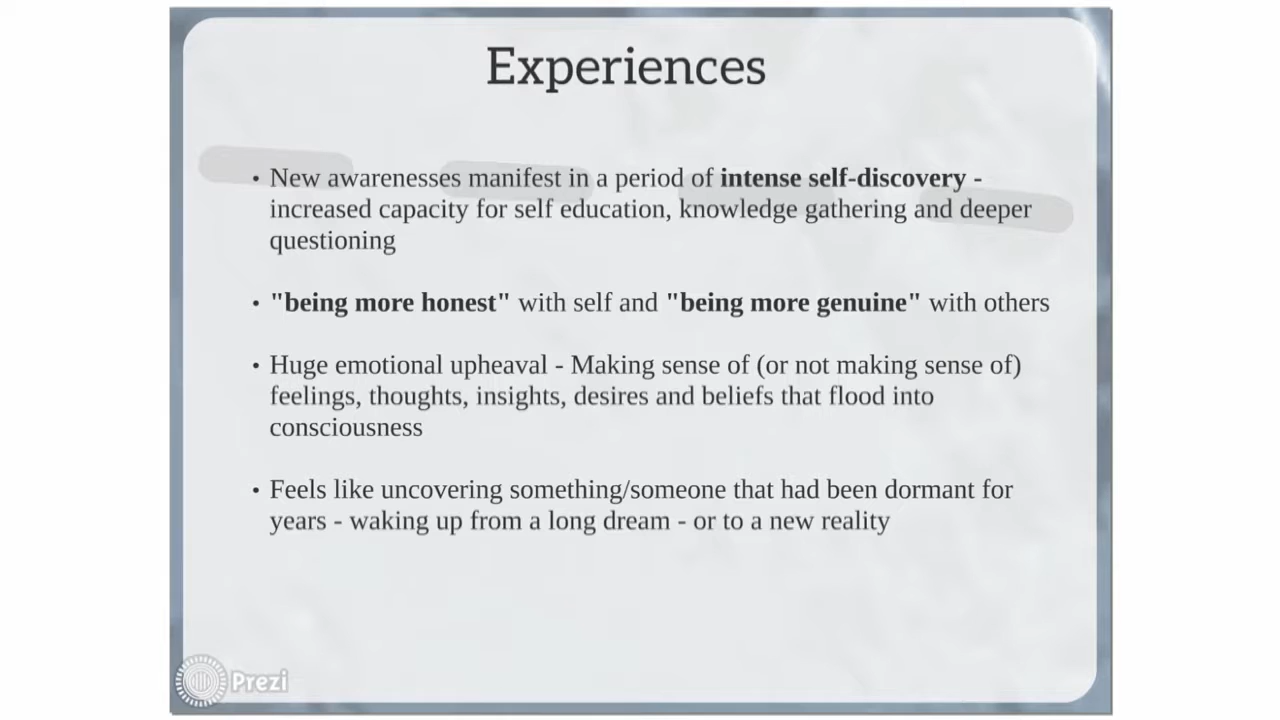 Experiences
• New awarenesses manifest in a period of intense self-discovery -
increased capacity for self education, knowledge gathering and deeper
questioning
• "being more honest" with self and "being more genuine" with others
• Huge emotional upheaval - Making sense of (or not making sense of)
feelings, thoughts, insights, desires and beliefs that flood into
consciousness
• Feels like uncovering something/someone that had been dormant for
years - waking up from a long dream - or to a new reality
Prezi